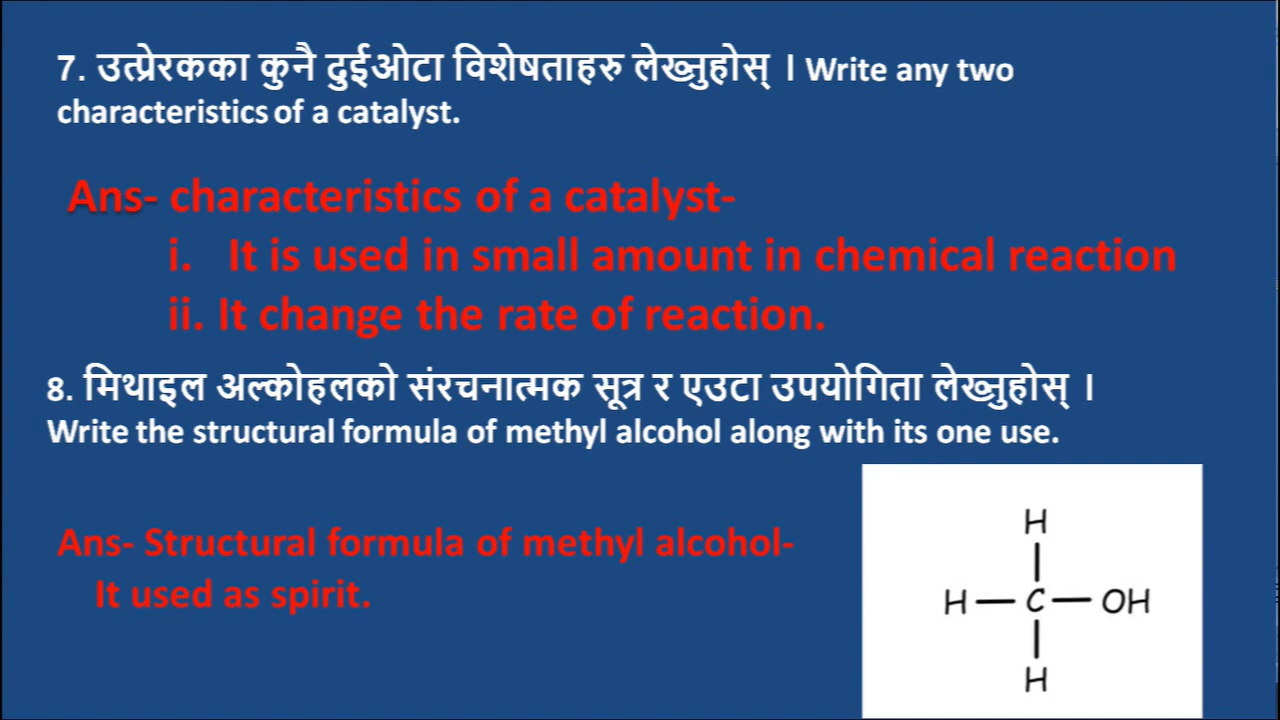 7. उत्प्रेरकका कुनै दुईओटा विशेषताहरु लेख्नुहोस् । Write any two
characteristics of a catalyst.
Ans- characteristics of a catalyst-
i. It is used in small amount in chemical reaction
ii. It change the rate of reaction.
8. मिथाइल अल्कोहलको संरचनात्मक सूत्र र एउटा उपयोगिता लेख्नुहोस् ।
Write the structural formula of methyl alcohol along with its one use.
Ans- Structural formula of methyl alcohol-
It used as spirit.
H
H — C — OH
H